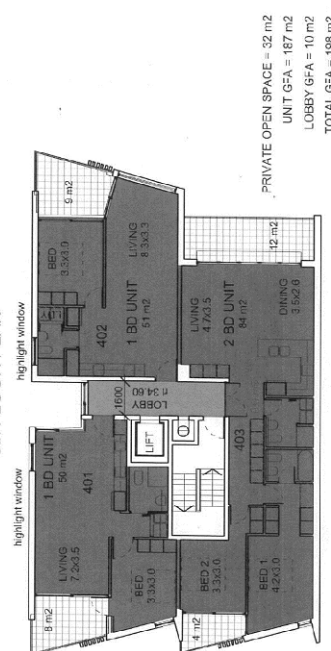 highlight window
highlight window
1 BD UNIT
50 m2
401
LIVING
7.2x3.5
8 m2
BED
3.3x3.0
LOBBY
fl 34.60
1600
LIFT
402
BED
3.3x3.0
9 m2
LIVING
8.3x3.3
1 BD UNIT
51 m2
LIVING
4.7x3.5
2 BD UNIT
84 m2
12 m2
DINING
403
BED 2
3.3x3.0
4 m2
BED 1
4.2x3.0
PRIVATE OPEN SPACE = 32 m2
UNIT GFA = 187 m2
LOBBY GFA = 10 m2
TOTAL GFA = 198 m2